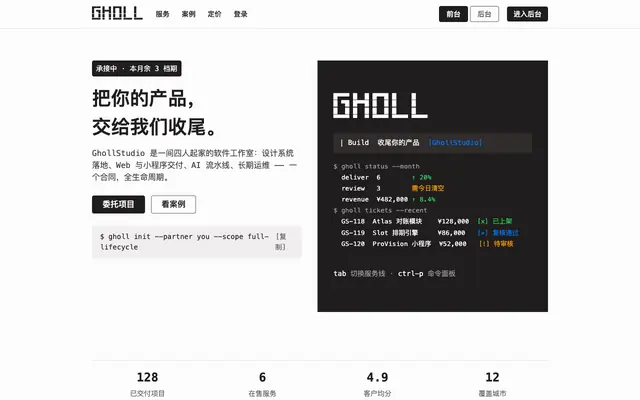 GHOLL 服务 案例 定价 登录 前台 后台 进入后台
承接中 · 本月余 3 档期
把你的产品，
交给我们收尾。
GhollStudio 是一间四人起家的软件工作室: 设计系统
落地、Web 与小程序交付、AI 流水线、长期运维 —— 一
个合同，全生命周期。
委托项目 看案例
$ gholl init --partner you --scope full-
lifecycle
[复
制]
GHOLL
| Build 收尾你的产品 [GhollStudio]
$ gholl status --month
deliver 6 ↑ 20%
review 3 需今日清空
revenue ¥482,000 ↑ 8.4%
$ gholl tickets --recent
GS-118 Atlas 对账模块 ¥128,000 [x] 已上架
GS-119 Slot 排期引擎 ¥86,000 [✓] 复核通过
GS-120 ProVision 小程序 ¥52,000 [!] 待审核
tab 切换服务线 · ctrl-p 命令面板
128 6 4.9 12
已交付项目 在售服务 客户均分 覆盖城市